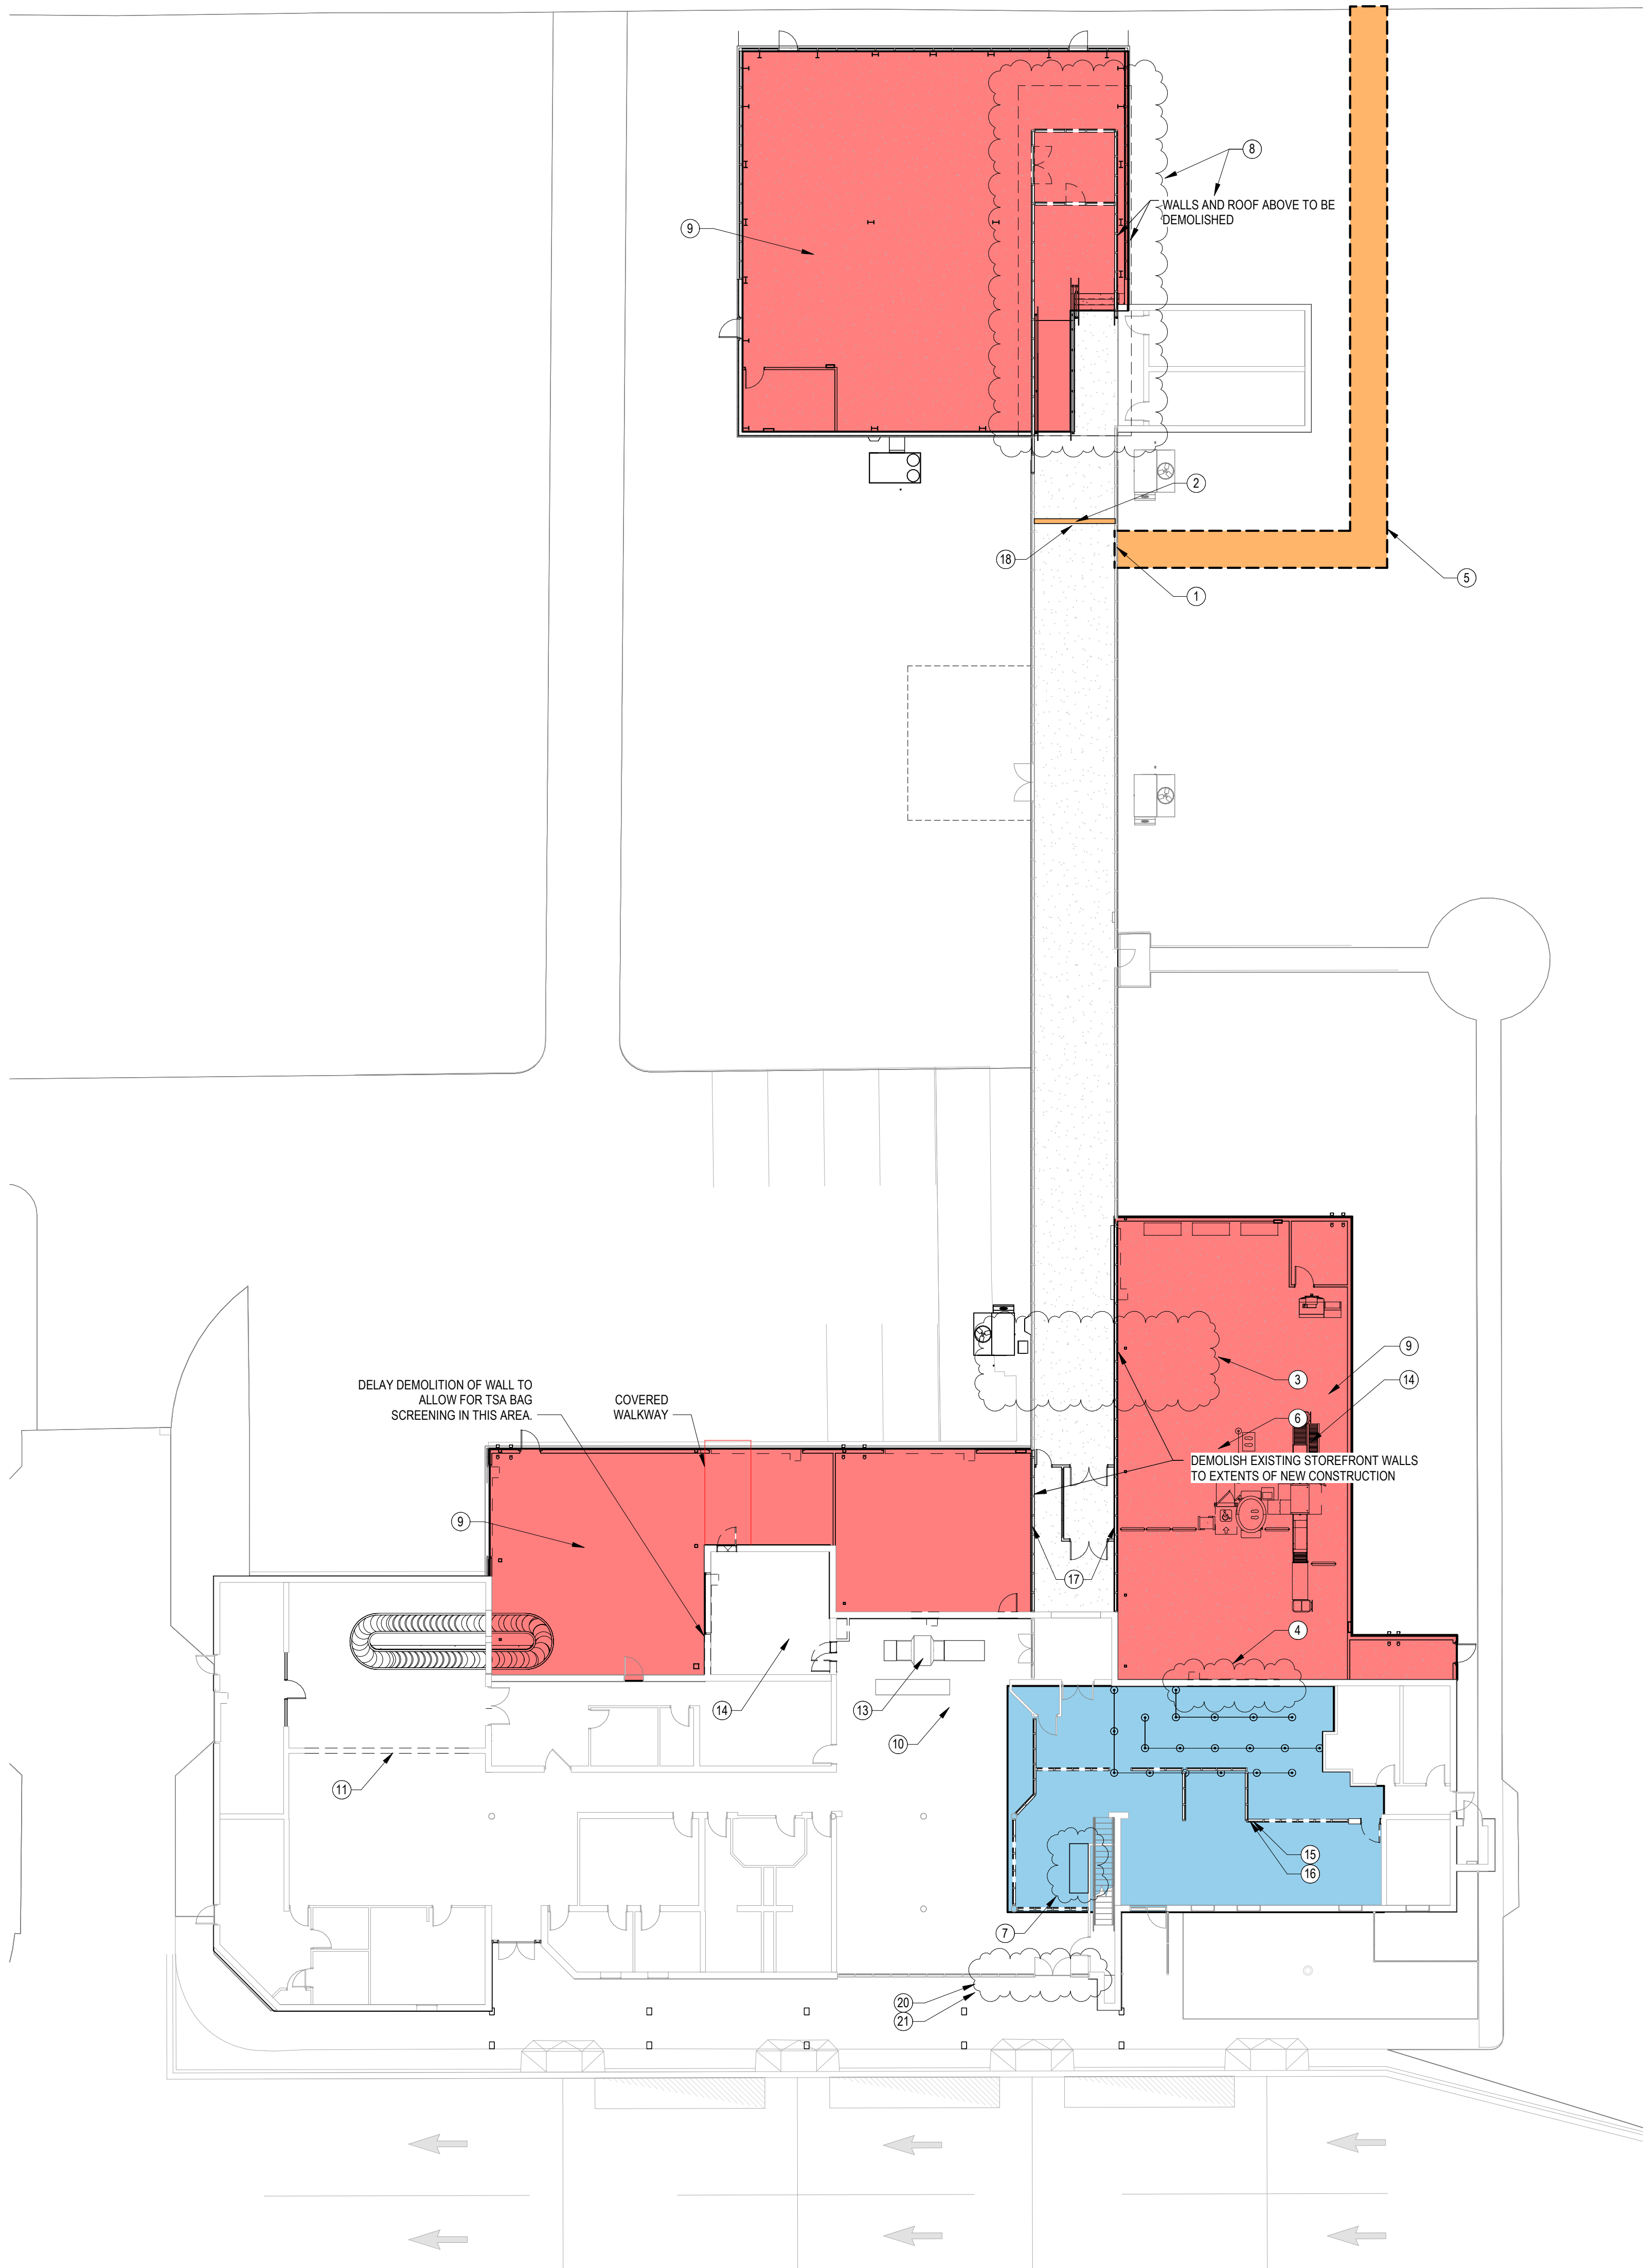 8
WALLS AND ROOF ABOVE TO BE
DEMOLISHED
9
2
18
5
1
9
3
14
DELAY DEMOLITION OF WALL TO
ALLOW FOR TSA BAG
SCREENING IN THIS AREA.
COVERED
WALKWAY
6
DEMOLISH EXISTING STOREFRONT WALLS
TO EXTENTS OF NEW CONSTRUCTION
9
17
4
14
13
10
11
15
16
7
20
21